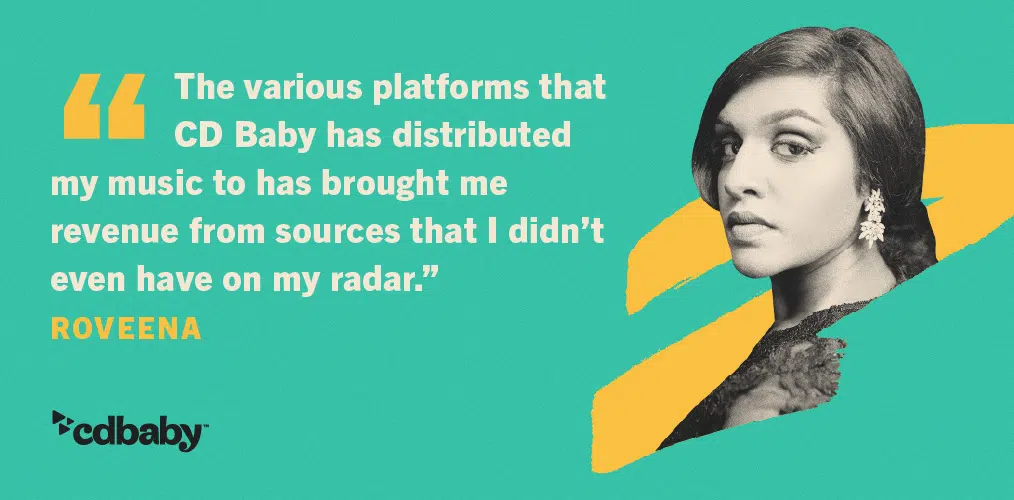 “ The various platforms that
CD Baby has distributed
my music to has brought me
revenue from sources that I didn’t
even have on my radar.”
ROVEENA
cdbaby™